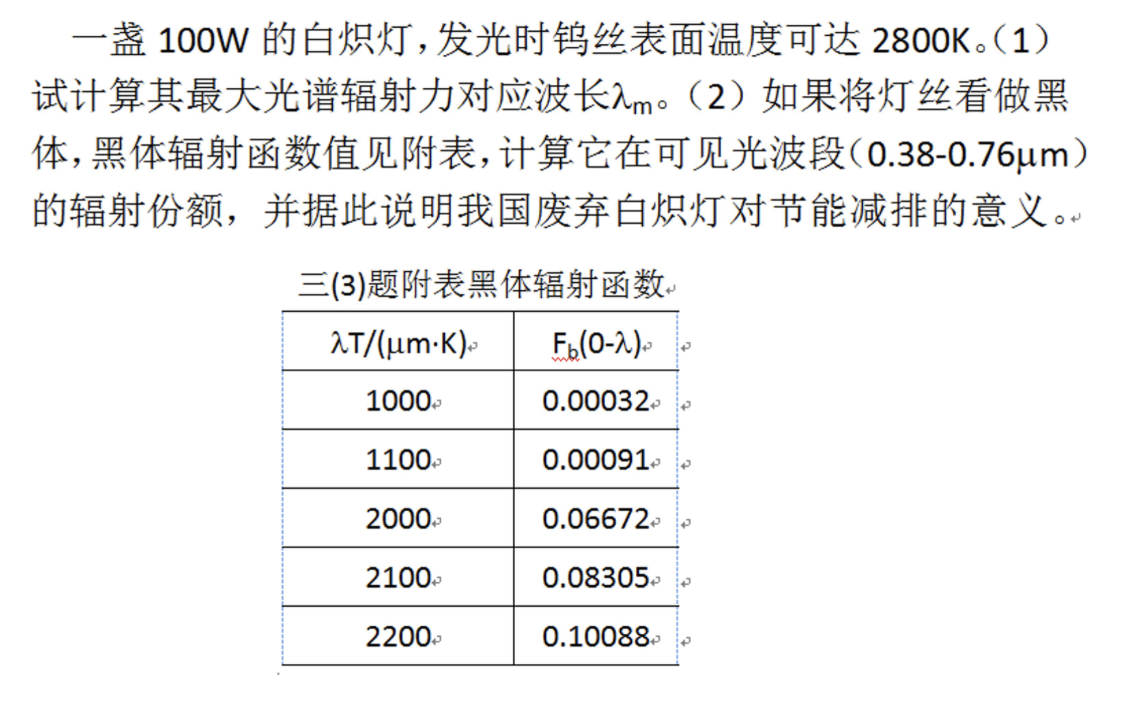 一盏 100W 的白炽灯，发光时钨丝表面温度可达 2800K。（1）
试计算其最大光谱辐射力对应波长λm。（2）如果将灯丝看做黑
体，黑体辐射函数值见附表，计算它在可见光波段（0.38-0.76μm）
的辐射份额，并据此说明我国废弃白炽灯对节能减排的意义。
三(3)题附表黑体辐射函数
λT/(μm·K) Fb(0-λ)
1000 0.00032
1100 0.00091
2000 0.06672
2100 0.08305
2200 0.10088